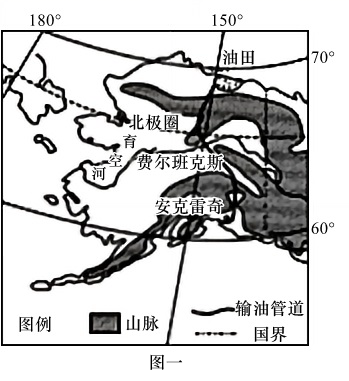 180° 150°
油田
70°
北极圈
育
空
河
费尔班克斯
安克雷奇
60°
图例 山脉 输油管道
国界
图一